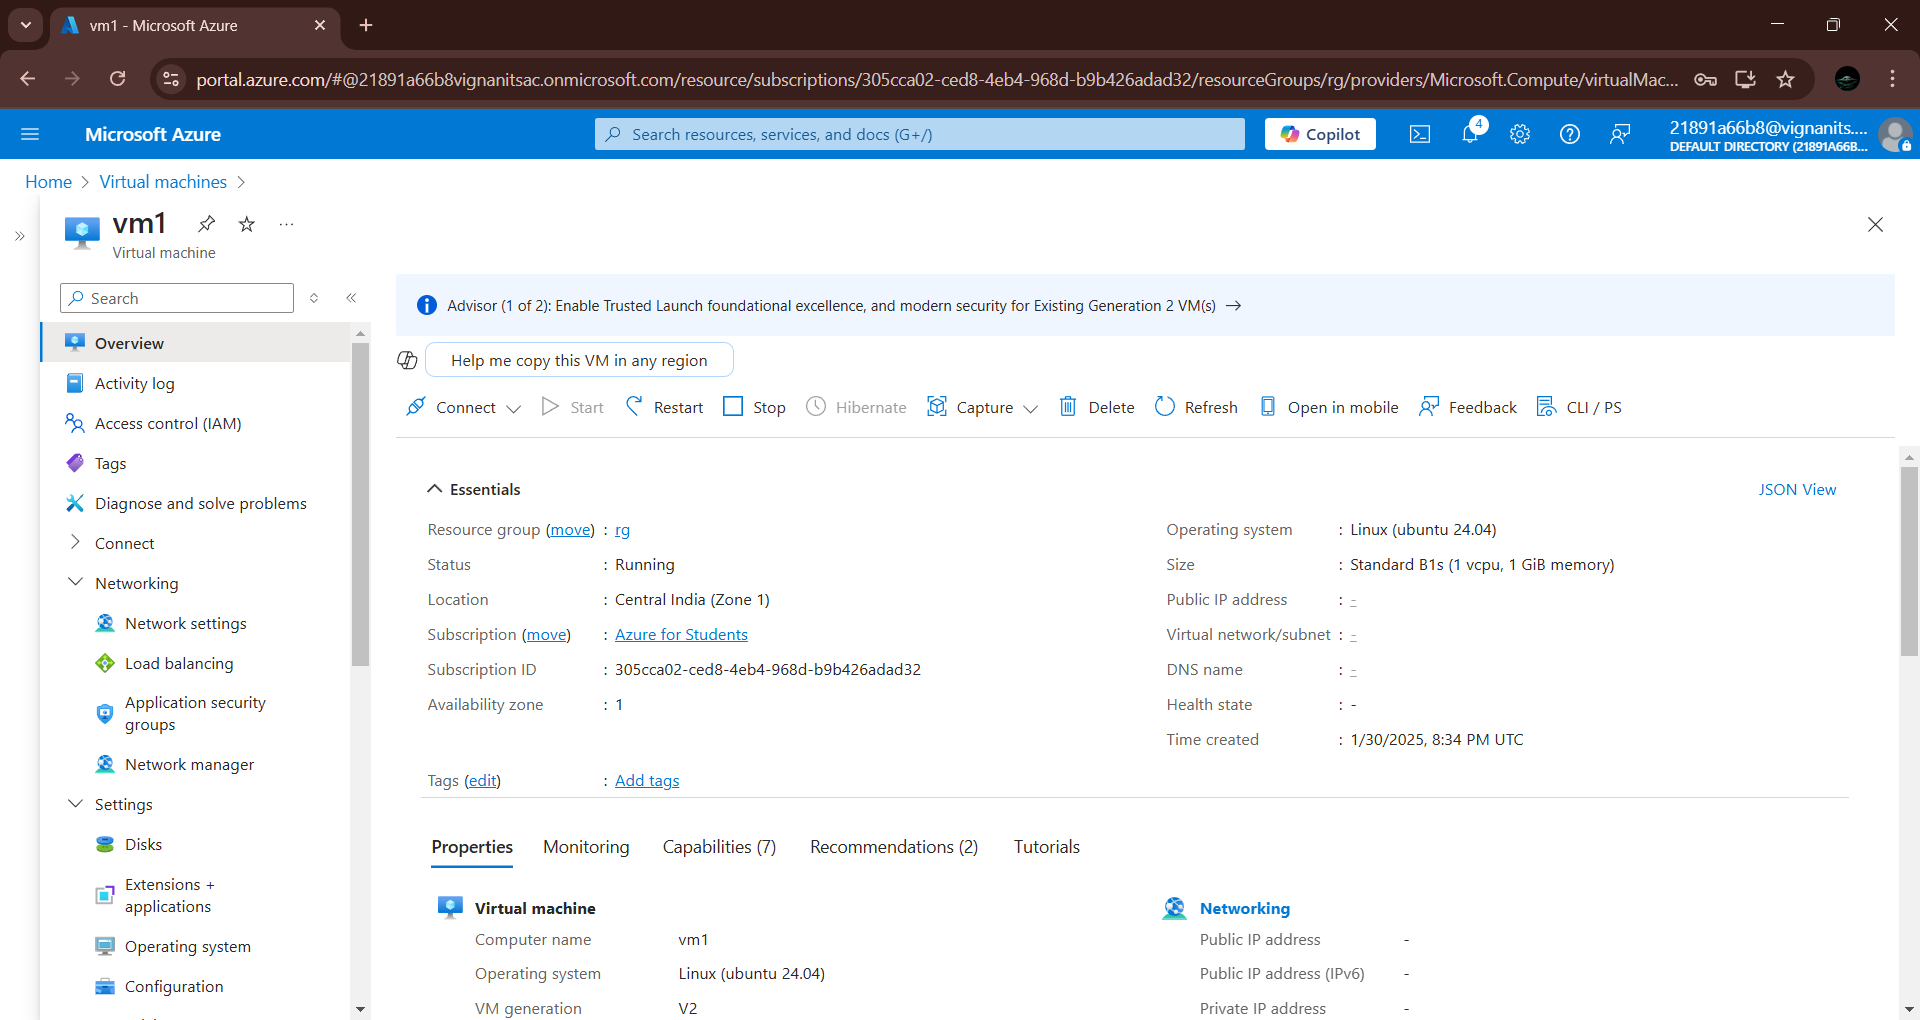 vm1 - Microsoft Azure
portal.azure.com/#@21891a66b8vignanitsac.onmicrosoft.com/resource/subscriptions/305cca02-ced8-4eb4-968d-b9b426adad32/resourceGroups/rg/providers/Microsoft.Compute/virtualMac...
Microsoft Azure
Search resources, services, and docs (G+/)
Copilot
4
21891a66b8@vignanits....
DEFAULT DIRECTORY (21891A66B...
Home > Virtual machines >
vm1
Virtual machine
Search
Overview
Activity log
Access control (IAM)
Tags
Diagnose and solve problems
Connect
Networking
Network settings
Load balancing
Application security
groups
Network manager
Settings
Disks
Extensions +
applications
Operating system
Configuration
Advisor (1 of 2): Enable Trusted Launch foundational excellence, and modern security for Existing Generation 2 VM(s) →
Help me copy this VM in any region
Connect Start Restart Stop Hibernate Capture Delete Refresh Open in mobile Feedback CLI / PS
Essentials
JSON View
Resource group (move) : rg
Status : Running
Location : Central India (Zone 1)
Subscription (move) : Azure for Students
Subscription ID : 305cca02-ced8-4eb4-968d-b9b426adad32
Availability zone : 1
Operating system : Linux (ubuntu 24.04)
Size : Standard B1s (1 vcpu, 1 GiB memory)
Public IP address : -
Virtual network/subnet : -
DNS name : -
Health state : -
Time created : 1/30/2025, 8:34 PM UTC
Tags (edit) : Add tags
Properties Monitoring Capabilities (7) Recommendations (2) Tutorials
Virtual machine
Computer name vm1
Operating system Linux (ubuntu 24.04)
VM generation V2
Networking
Public IP address -
Public IP address (IPv6) -
Private IP address -